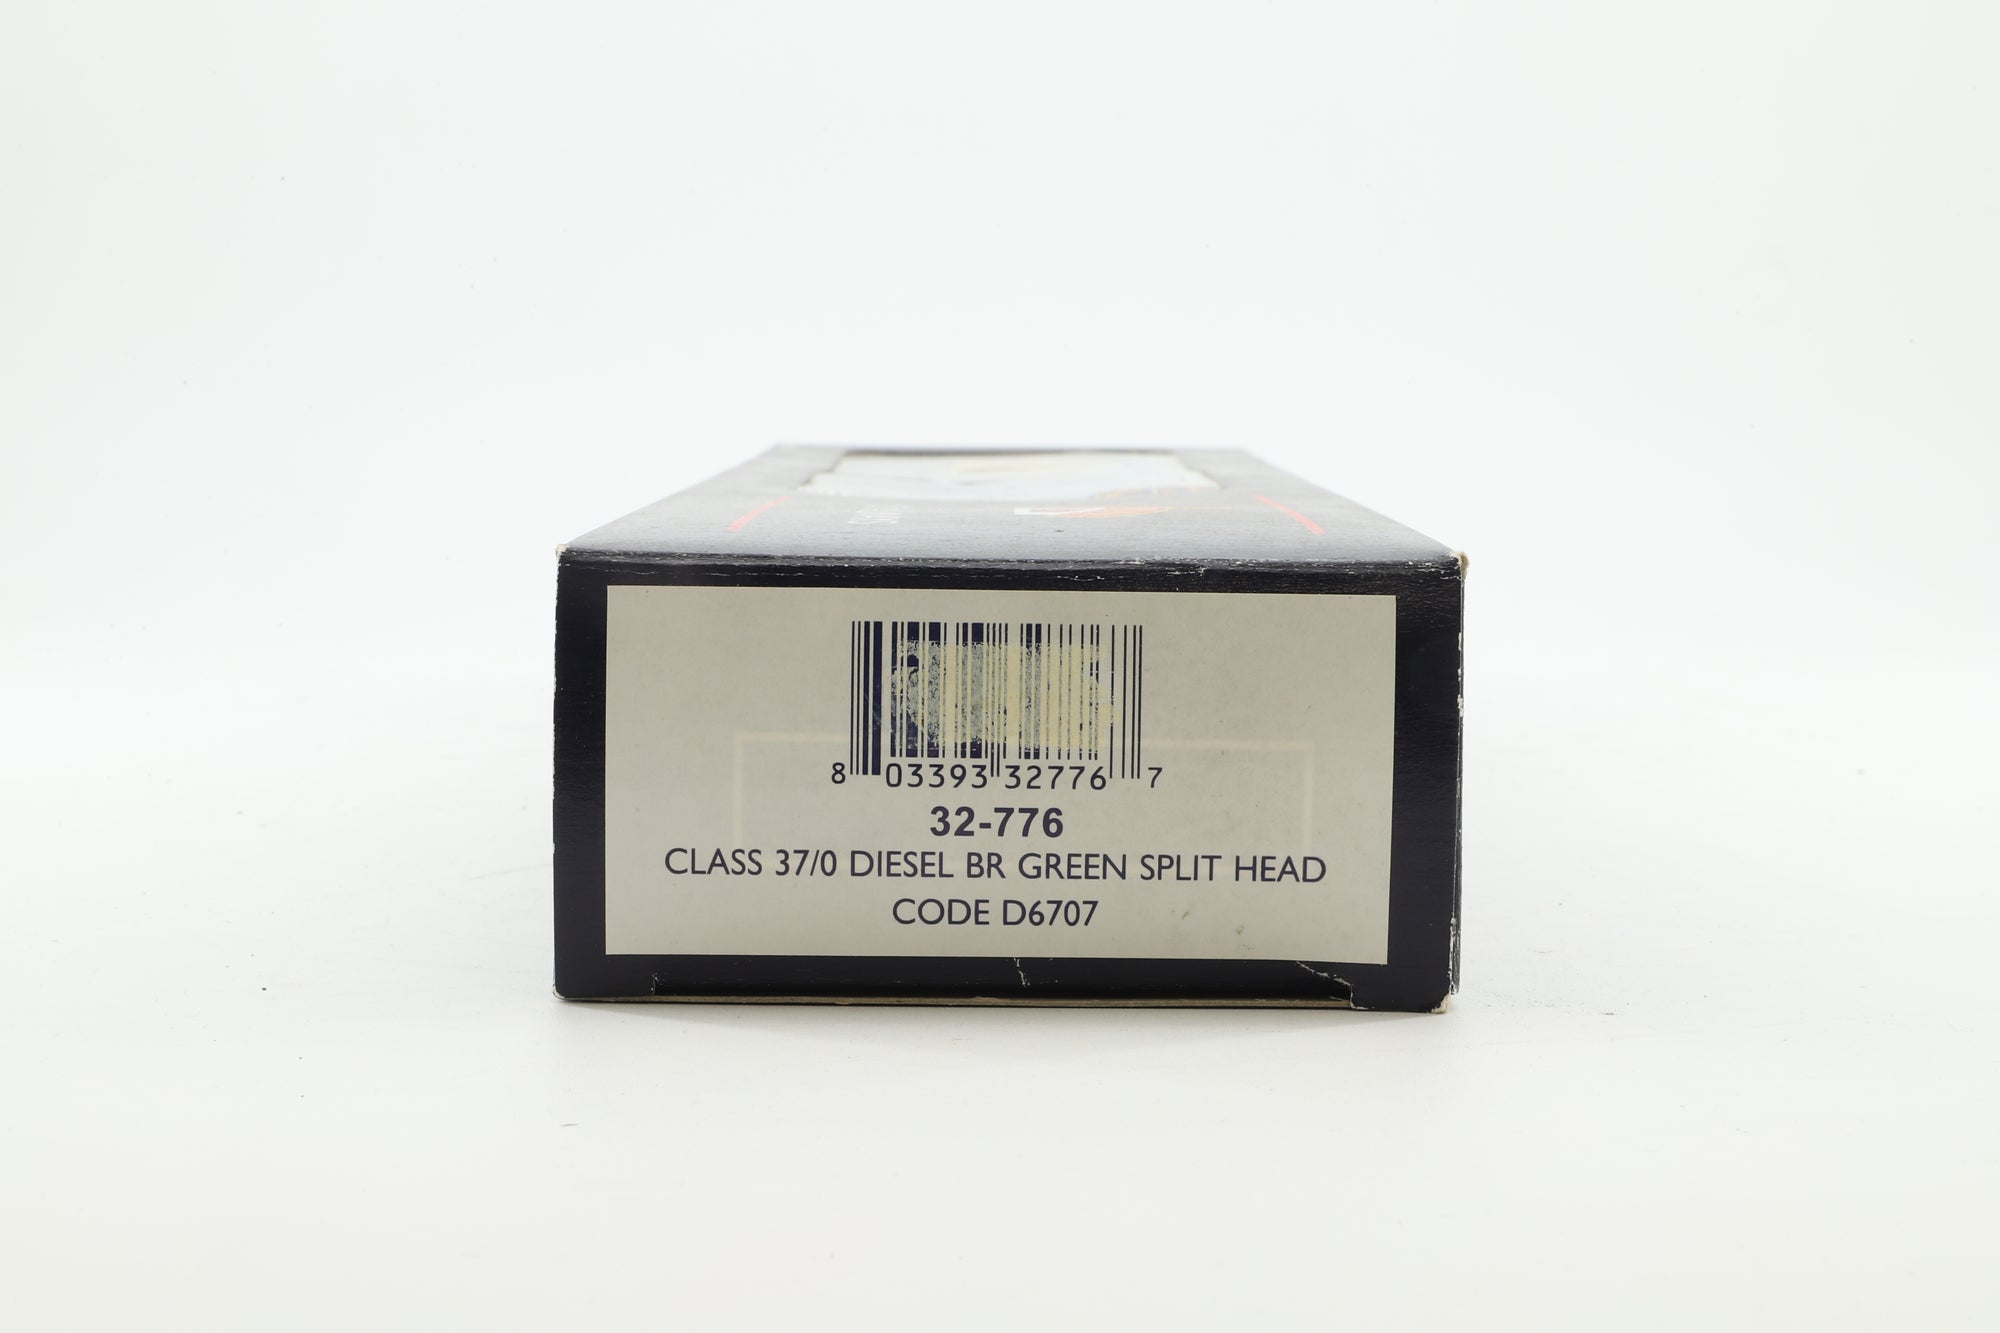 8 03393 32776 7
32-776
CLASS 37/0 DIESEL BR GREEN SPLIT HEAD
CODE D6707